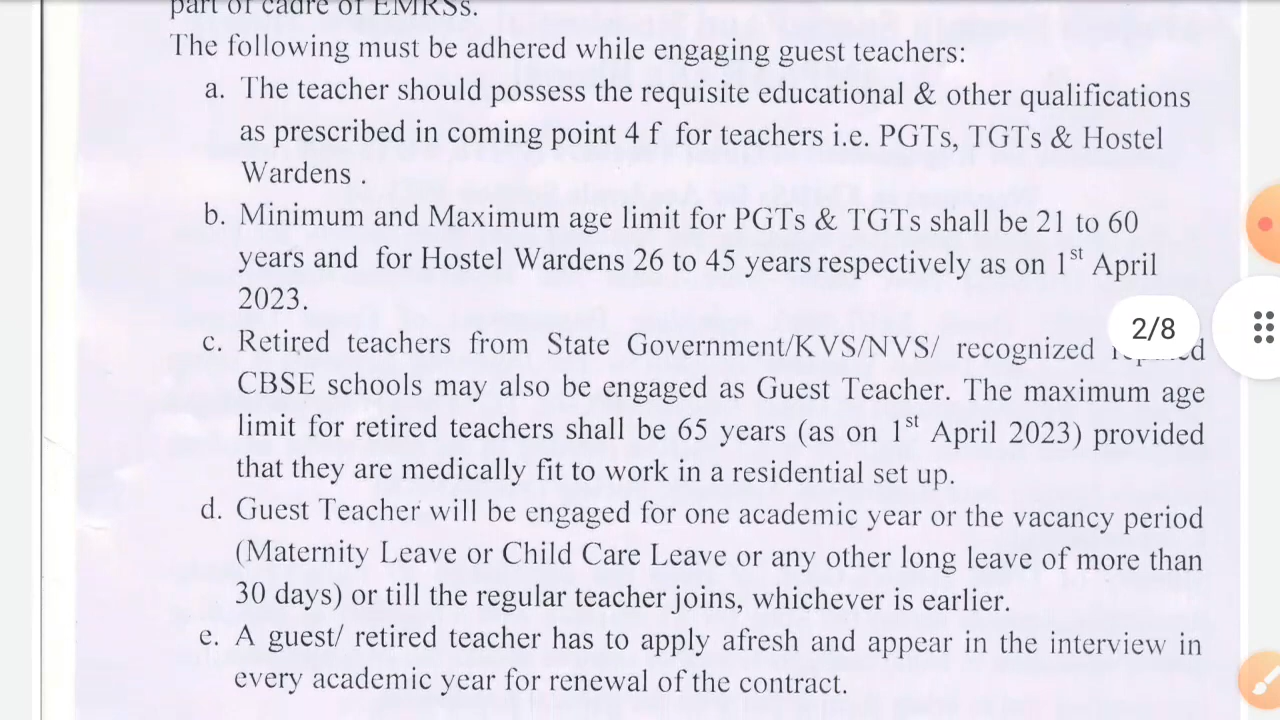 part of cadre of EMRSs.
The following must be adhered while engaging guest teachers:
a. The teacher should possess the requisite educational & other qualifications
as prescribed in coming point 4 f for teachers i.e. PGTs, TGTs & Hostel
Wardens .
b. Minimum and Maximum age limit for PGTs & TGTs shall be 21 to 60
years and for Hostel Wardens 26 to 45 years respectively as on 1st April
2023.
2/8
c. Retired teachers from State Government/KVS/NVS/ recognized
CBSE schools may also be engaged as Guest Teacher. The maximum age
limit for retired teachers shall be 65 years (as on 1st April 2023) provided
that they are medically fit to work in a residential set up.
d. Guest Teacher will be engaged for one academic year or the vacancy period
(Maternity Leave or Child Care Leave or any other long leave of more than
30 days) or till the regular teacher joins, whichever is earlier.
e. A guest/ retired teacher has to apply afresh and appear in the interview in
every academic year for renewal of the contract.